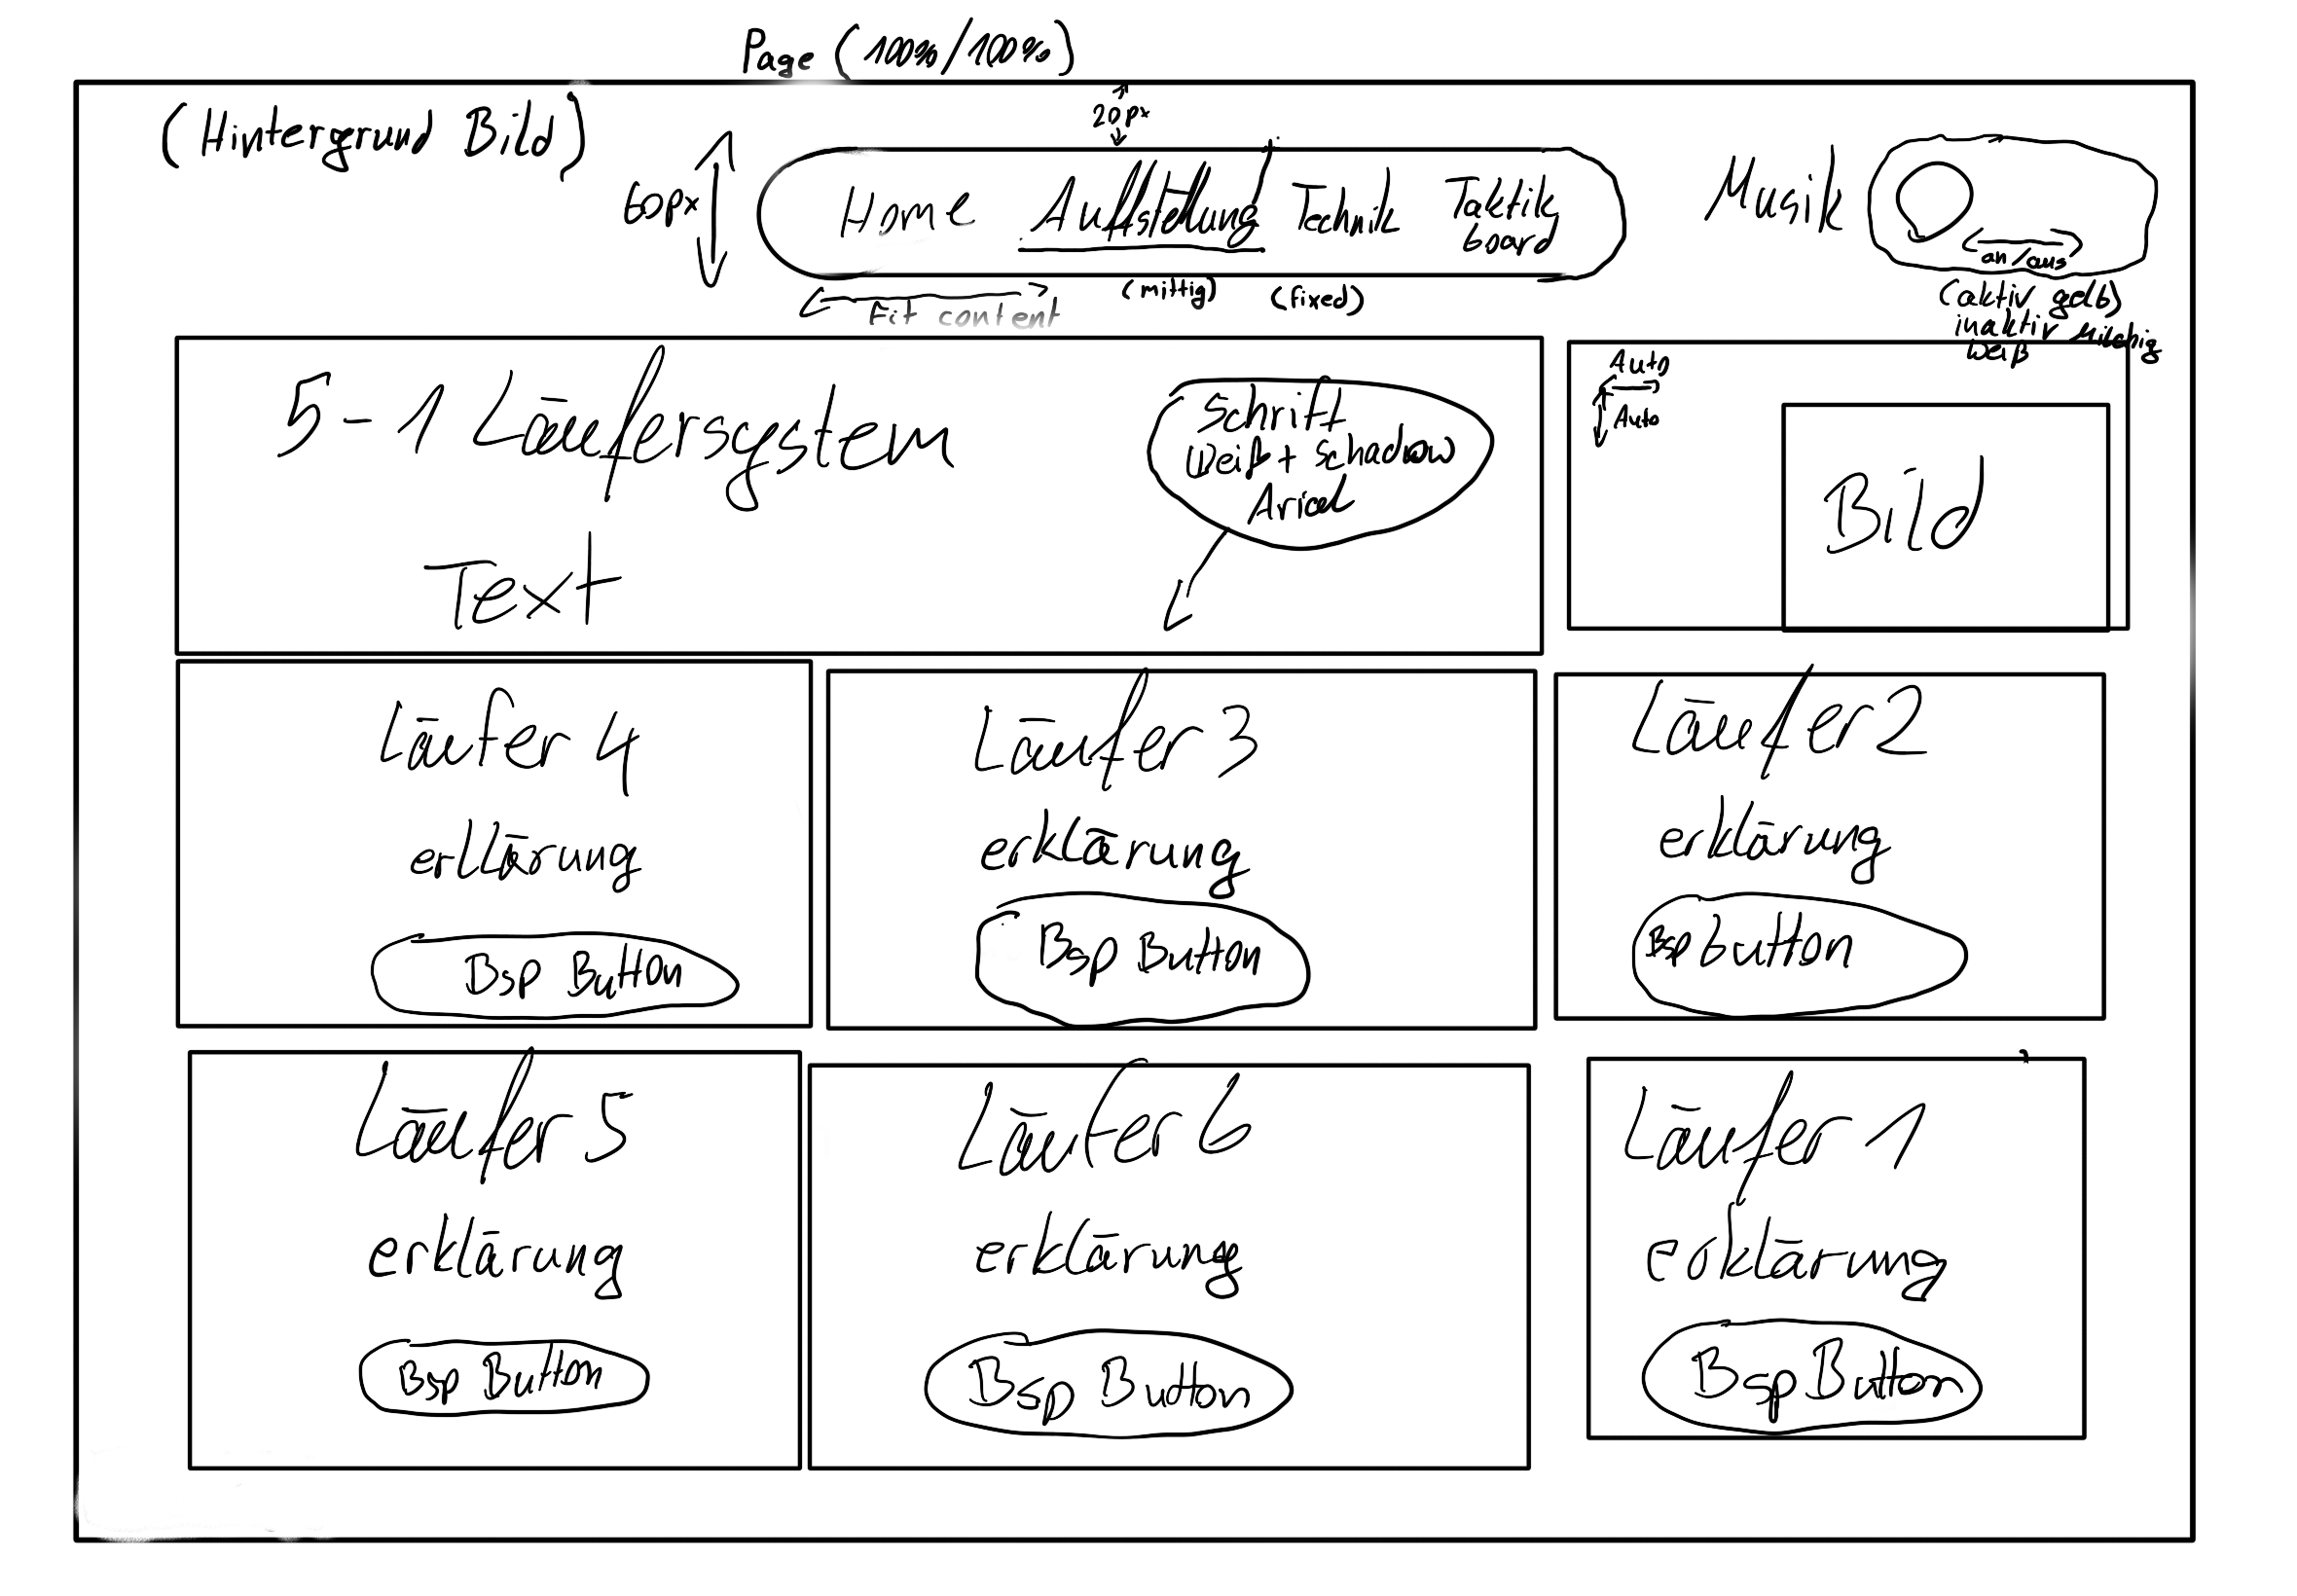 Page (100%/100%)
(Hintergrund Bild)
20px
60px
Home Aufstellung Technik Taktik board
Musik
an/aus
(aktiv gelb)
inaktiv Milchig
weiß
(mittig) (fixed)
Fit content
5-1 Läufersystem
Text
Schrift
Weiß + Schadow
Arial
Auto
Auto
Bild
Läufer 4
erklärung
Bsp Button
Läufer 3
erklärung
Bsp Button
Läufer 2
erklärung
Bsp button
Läufer 5
erklärung
Bsp Button
Läufer 6
erklärung
Bsp Button
Läufer 1
erklärung
Bsp Button